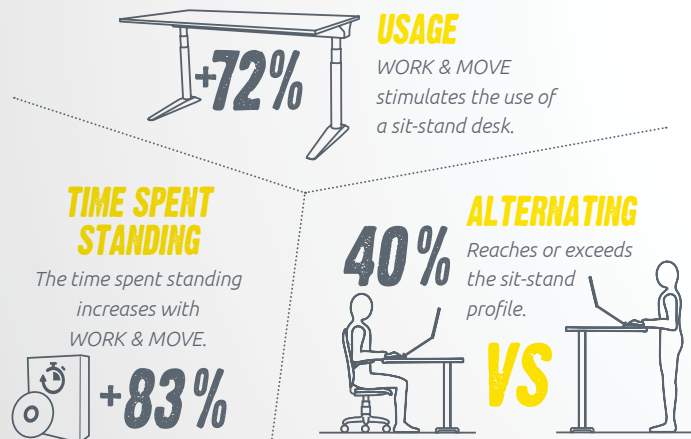 +72%
USAGE
WORK & MOVE
stimulates the use of
a sit-stand desk.
TIME SPENT
STANDING
The time spent standing
increases with
WORK & MOVE.
+83%
40%
ALTERNATING
Reaches or exceeds
the sit-stand
profile.
VS